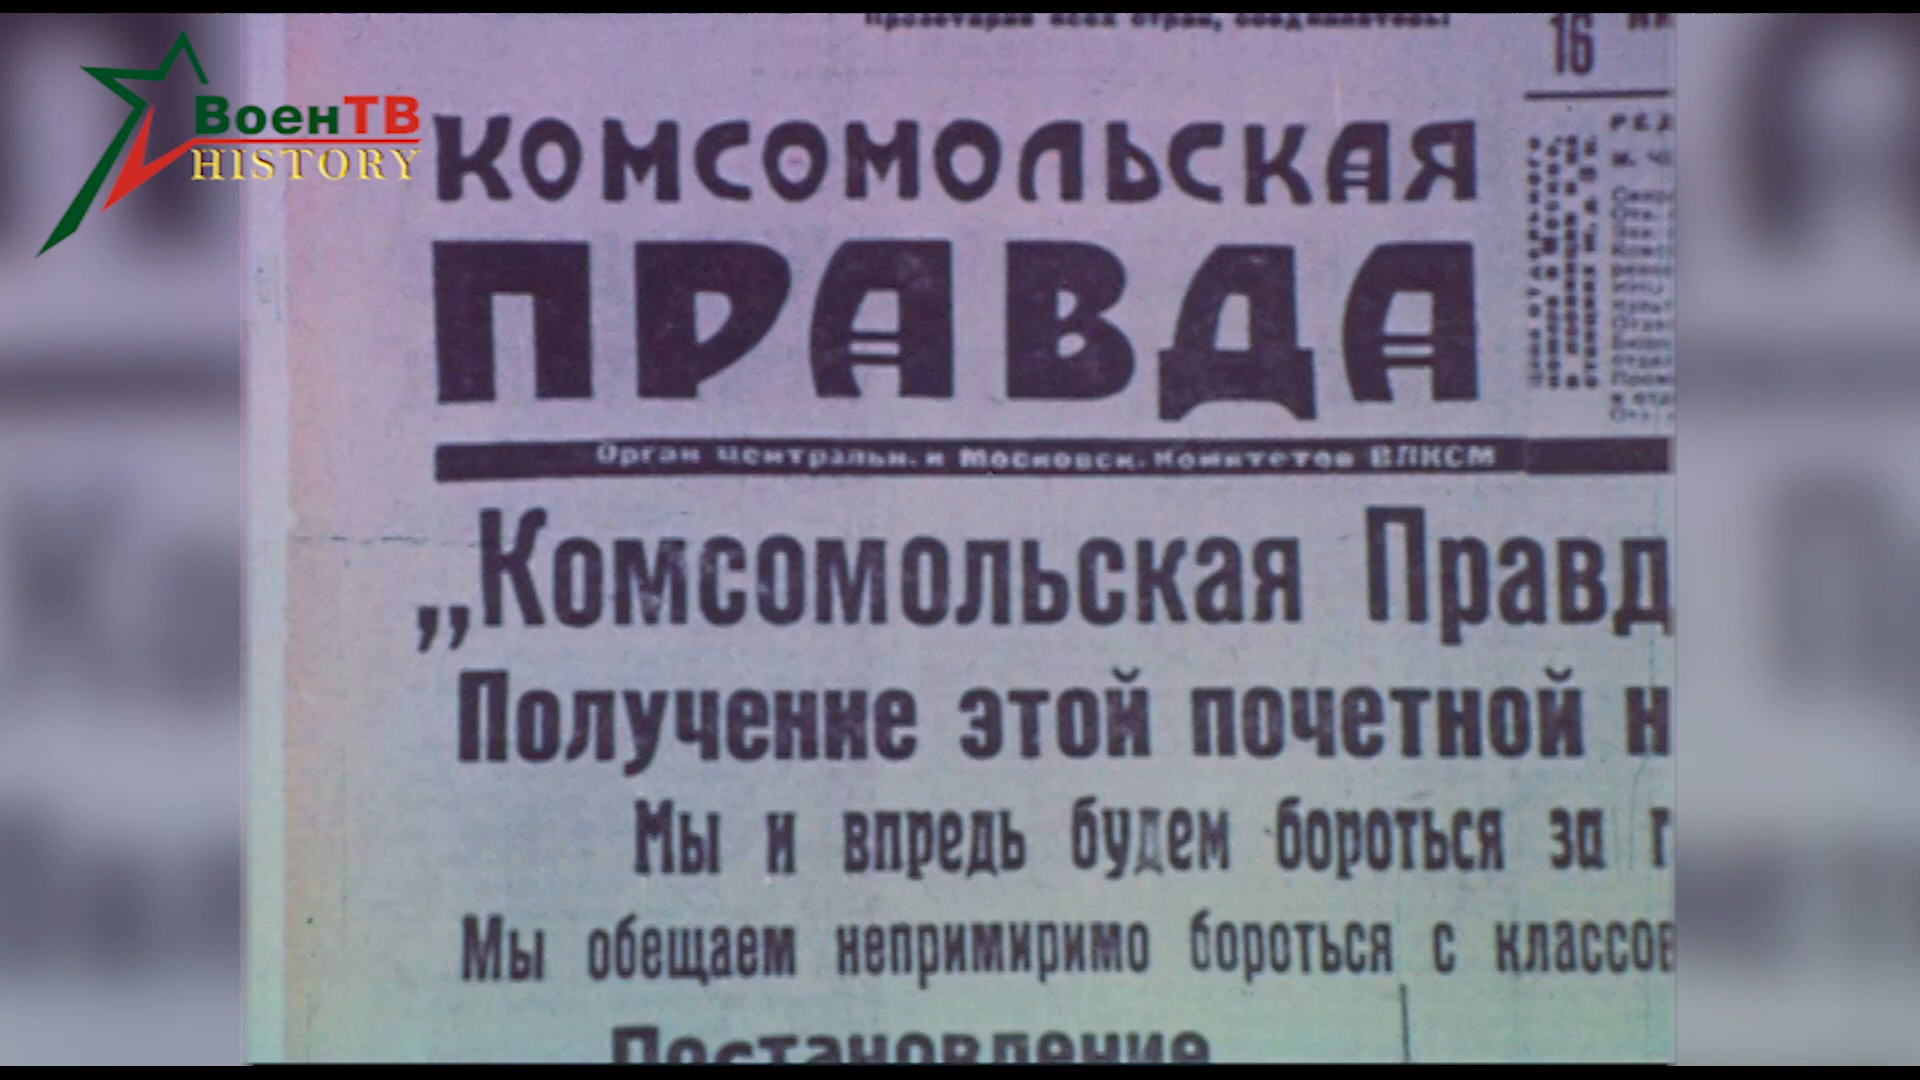 Пролетарии всех стран, соединяйтесь!
16
ВоенТВ
HISTORY
КОМСОМОЛЬСКАЯ
ПРАВДА
Орган центральн. и Московск. Комитетов ВЛКСМ
„Комсомольская Правд
Получение этой почетной н
Мы и впредь будем бороться за г
Мы обещаем непримиримо бороться с классов
Постановление